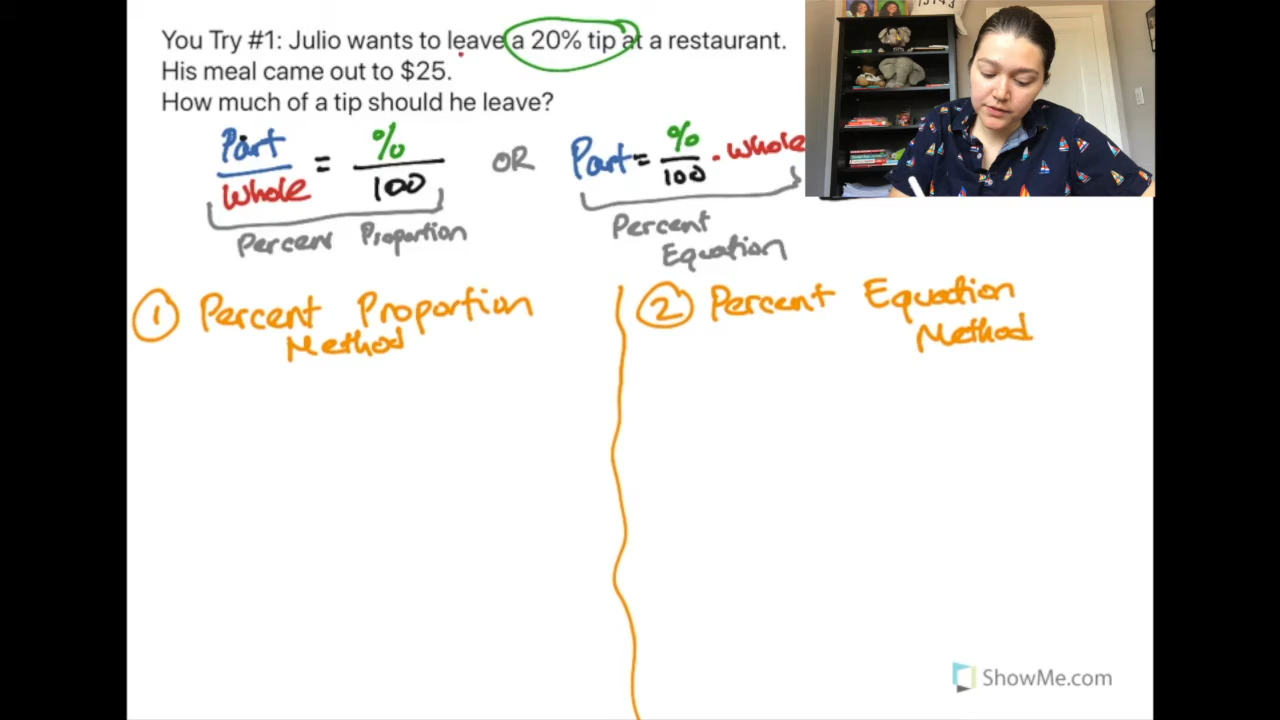 You Try #1: Julio wants to leave a 20% tip at a restaurant.
His meal came out to $25.
How much of a tip should he leave?
Part/Whole = %/100 OR Part = %/100 · Whole
Percent Proportion
Percent Equation
① Percent Proportion Method
② Percent Equation Method
ShowMe.com